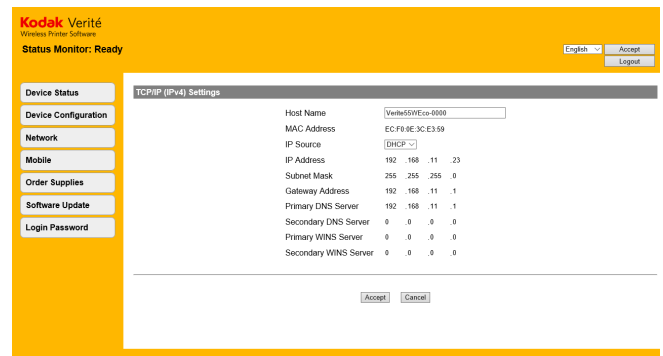 Kodak Verité
Wireless Printer Software
Status Monitor: Ready
English Accept
Logout
Device Status
Device Configuration
Network
Mobile
Order Supplies
Software Update
Login Password
TCP/IP (IPv4) Settings
Host Name Verite55WEco-0000
MAC Address EC:F0:0E:3C:E3:59
IP Source DHCP
IP Address 192 .168 .11 .23
Subnet Mask 255 .255 .255 .0
Gateway Address 192 .168 .11 .1
Primary DNS Server 192 .168 .11 .1
Secondary DNS Server 0 .0 .0 .0
Primary WINS Server 0 .0 .0 .0
Secondary WINS Server 0 .0 .0 .0
Accept Cancel